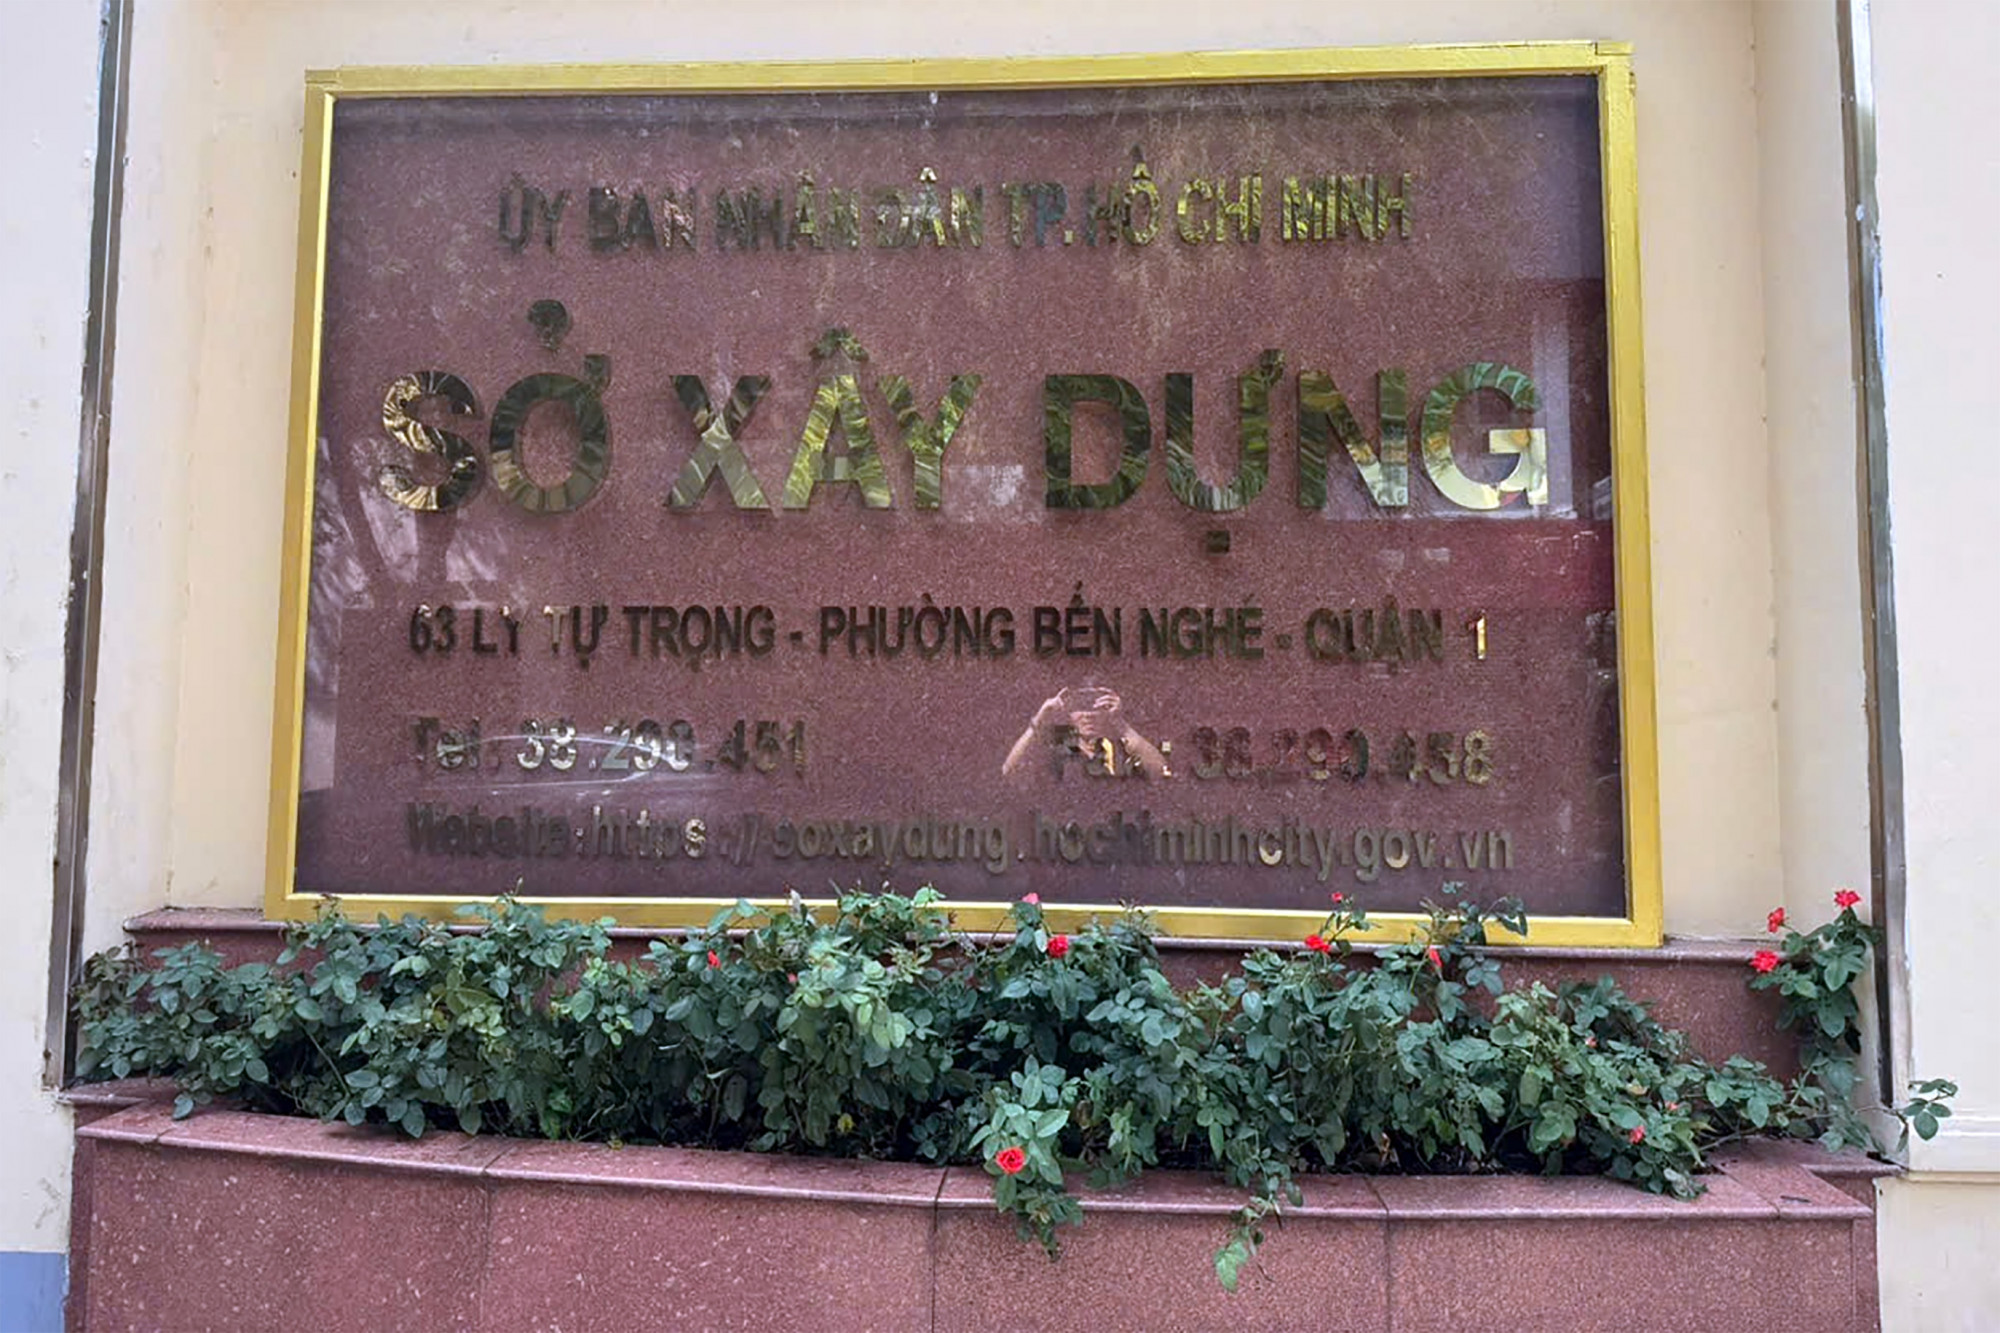 ỦY BAN NHÂN DÂN TP.HỒ CHÍ MINH
SỞ XÂY DỰNG
63 LÝ TỰ TRỌNG - PHƯỜNG BẾN NGHÉ - QUẬN 1
Tel : 38.290.451 Fax : 38.290.458
Website:https://soxaydung.hochiminhcity.gov.vn